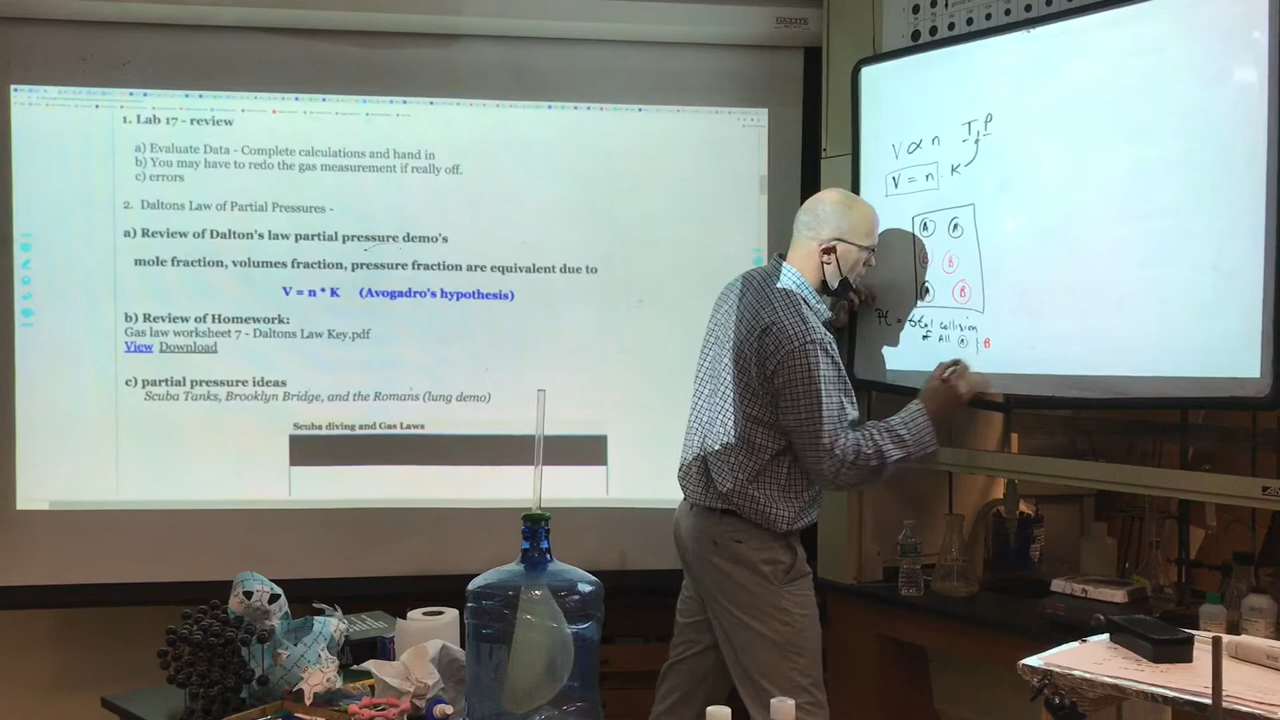 1. Lab 17 - review
a) Evaluate Data - Complete calculations and hand in
b) You may have to redo the gas measurement if really off.
c) errors
2. Daltons Law of Partial Pressures -
a) Review of Dalton's law partial pressure demo's
mole fraction, volumes fraction, pressure fraction are equivalent due to
V = n * K (Avogadro's hypothesis)
b) Review of Homework:
Gas law worksheet 7 - Daltons Law Key.pdf
View Download
c) partial pressure ideas
Scuba Tanks, Brooklyn Bridge, and the Romans (lung demo)
Scuba diving and Gas Laws
V ∝ n T, P
V = n · K
A A
B
A B
Pt = total collision
of All A } B